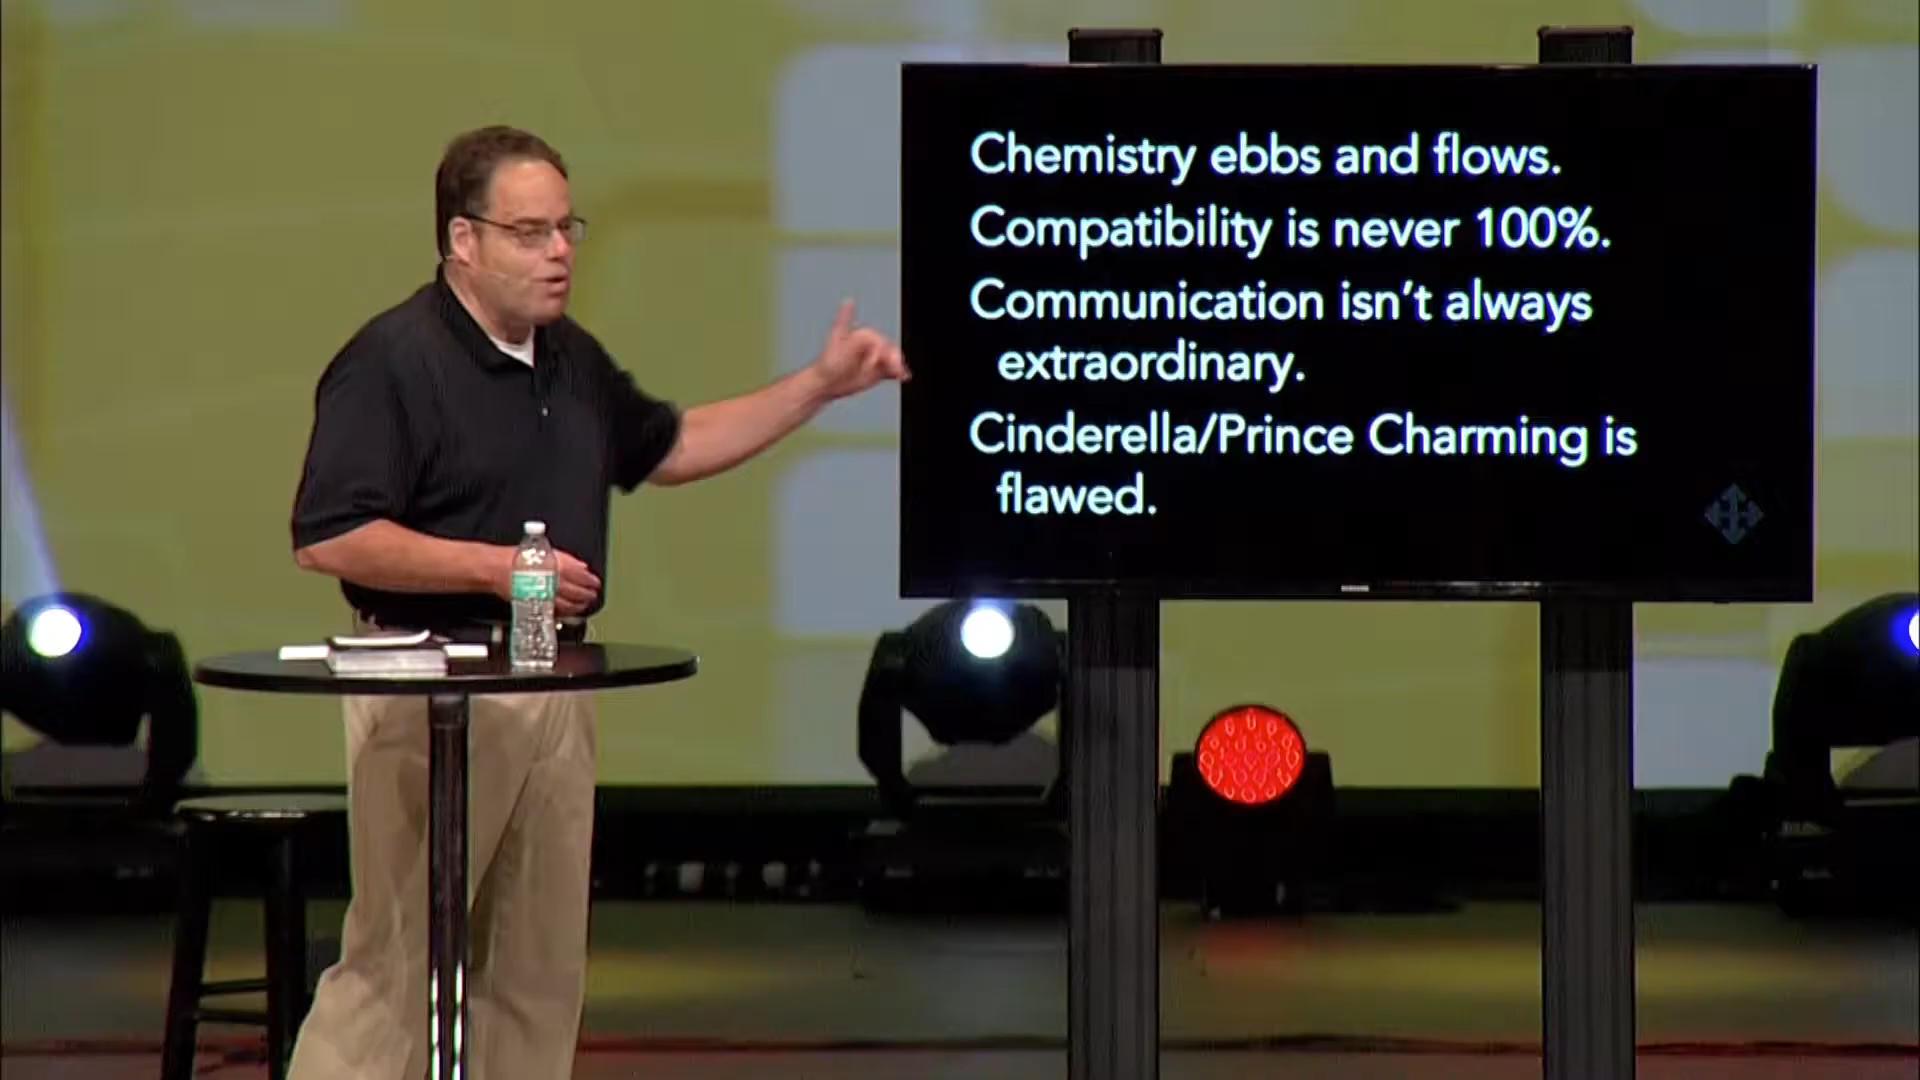 Chemistry ebbs and flows.
Compatibility is never 100%.
Communication isn't always
extraordinary.
Cinderella/Prince Charming is
flawed.